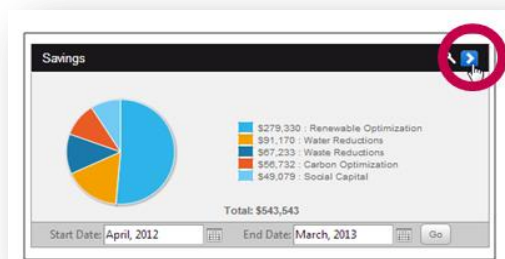 Savings
$279,330 : Renewable Optimization
$91,170 : Water Reductions
$67,233 : Waste Reductions
$56,732 : Carbon Optimization
$49,079 : Social Capital
Total: $543,543
Start Date: April, 2012 End Date: March, 2013 Go